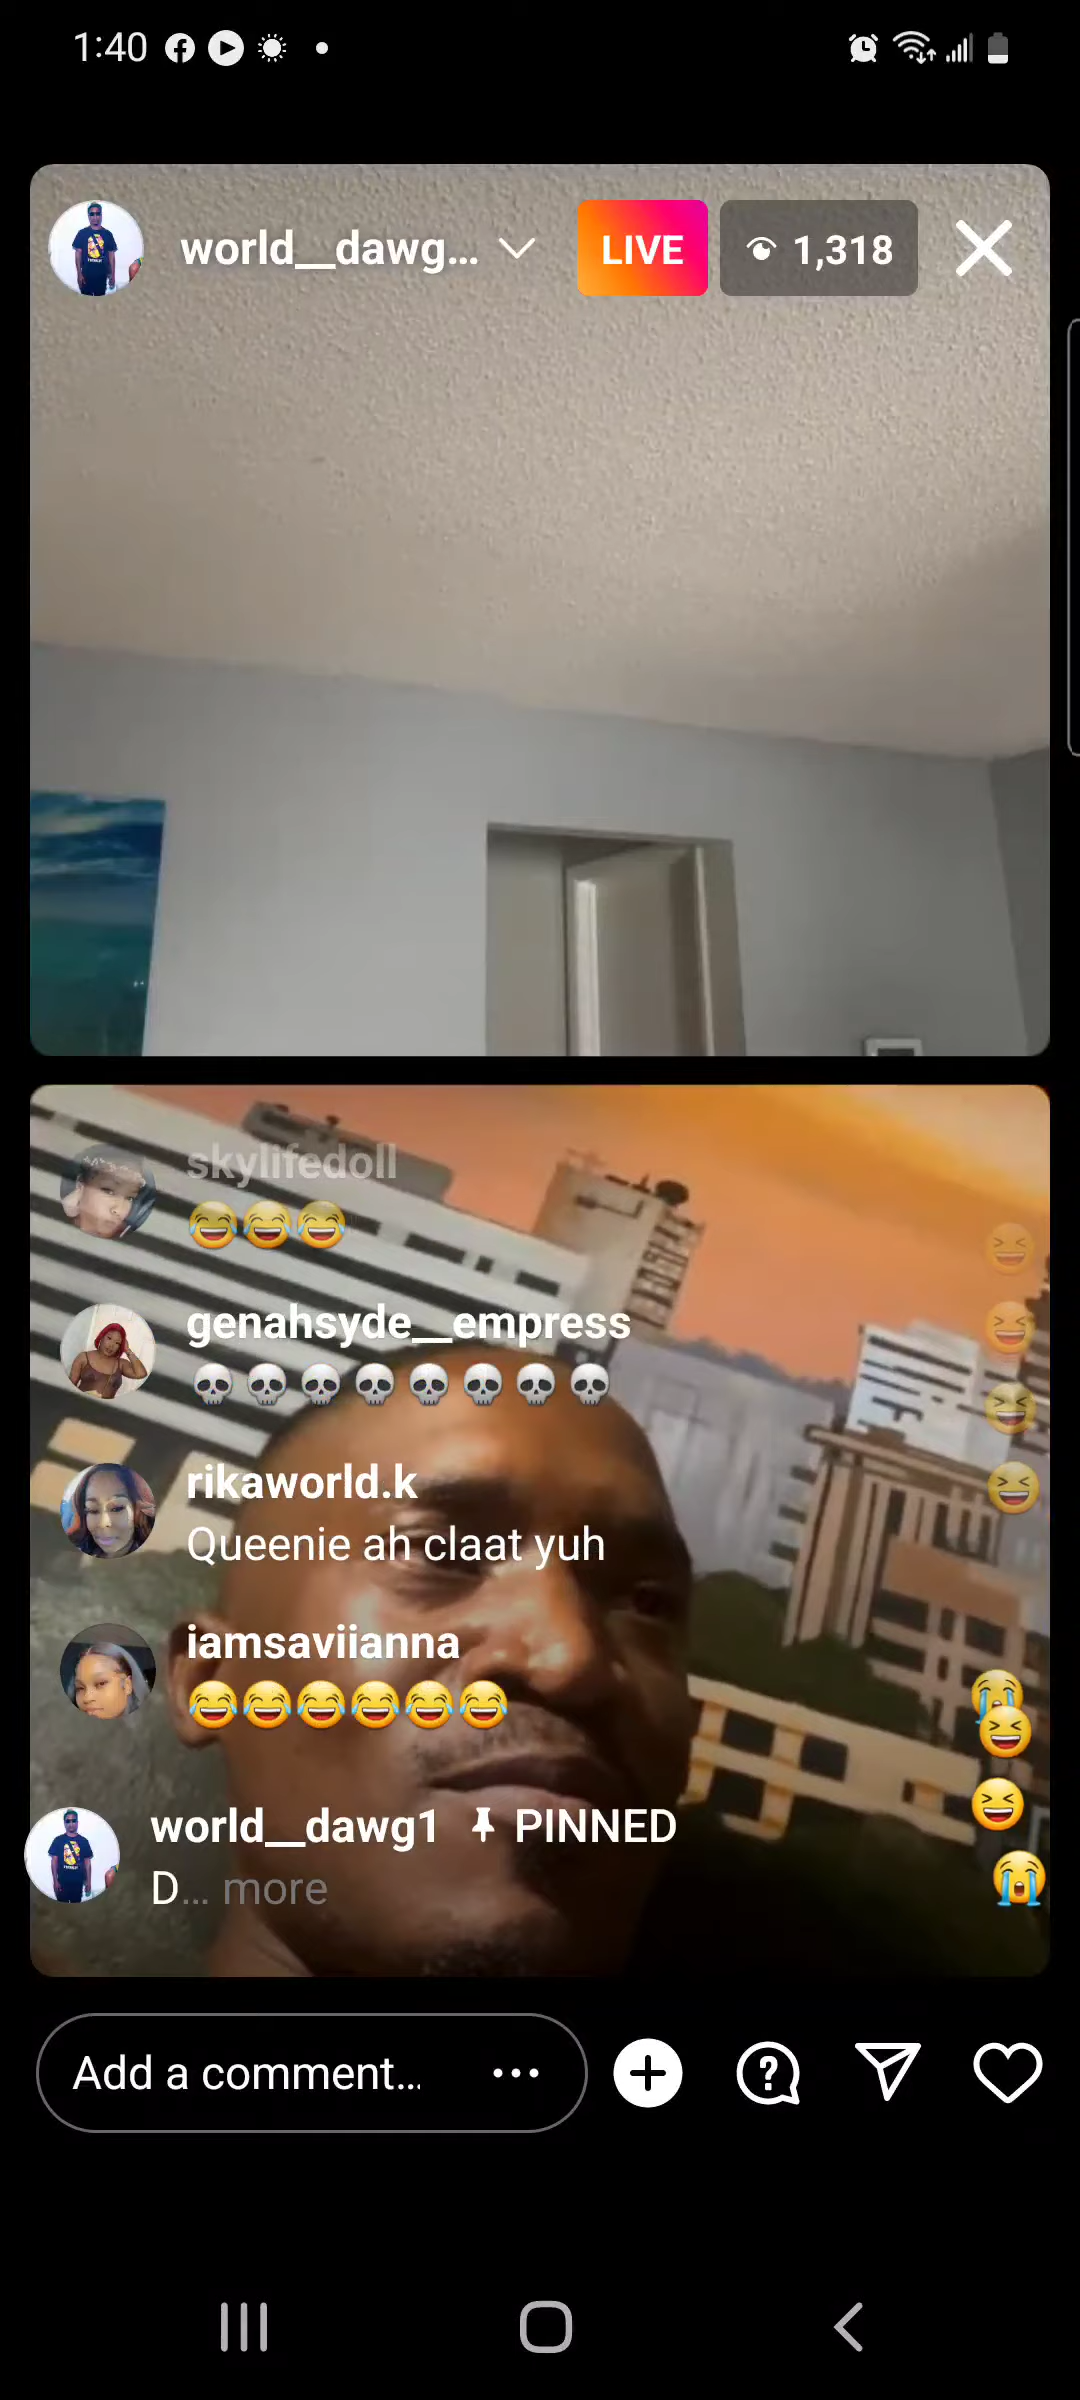 1:40
world__dawg...
LIVE
1,318
skylifedoll
😂😂😂
genahsyde__empress
💀💀💀💀💀💀💀💀
rikaworld.k
Queenie ah claat yuh
iamsaviianna
😂😂😂😂😂😂
world__dawg1 PINNED
D... more
Add a comment...